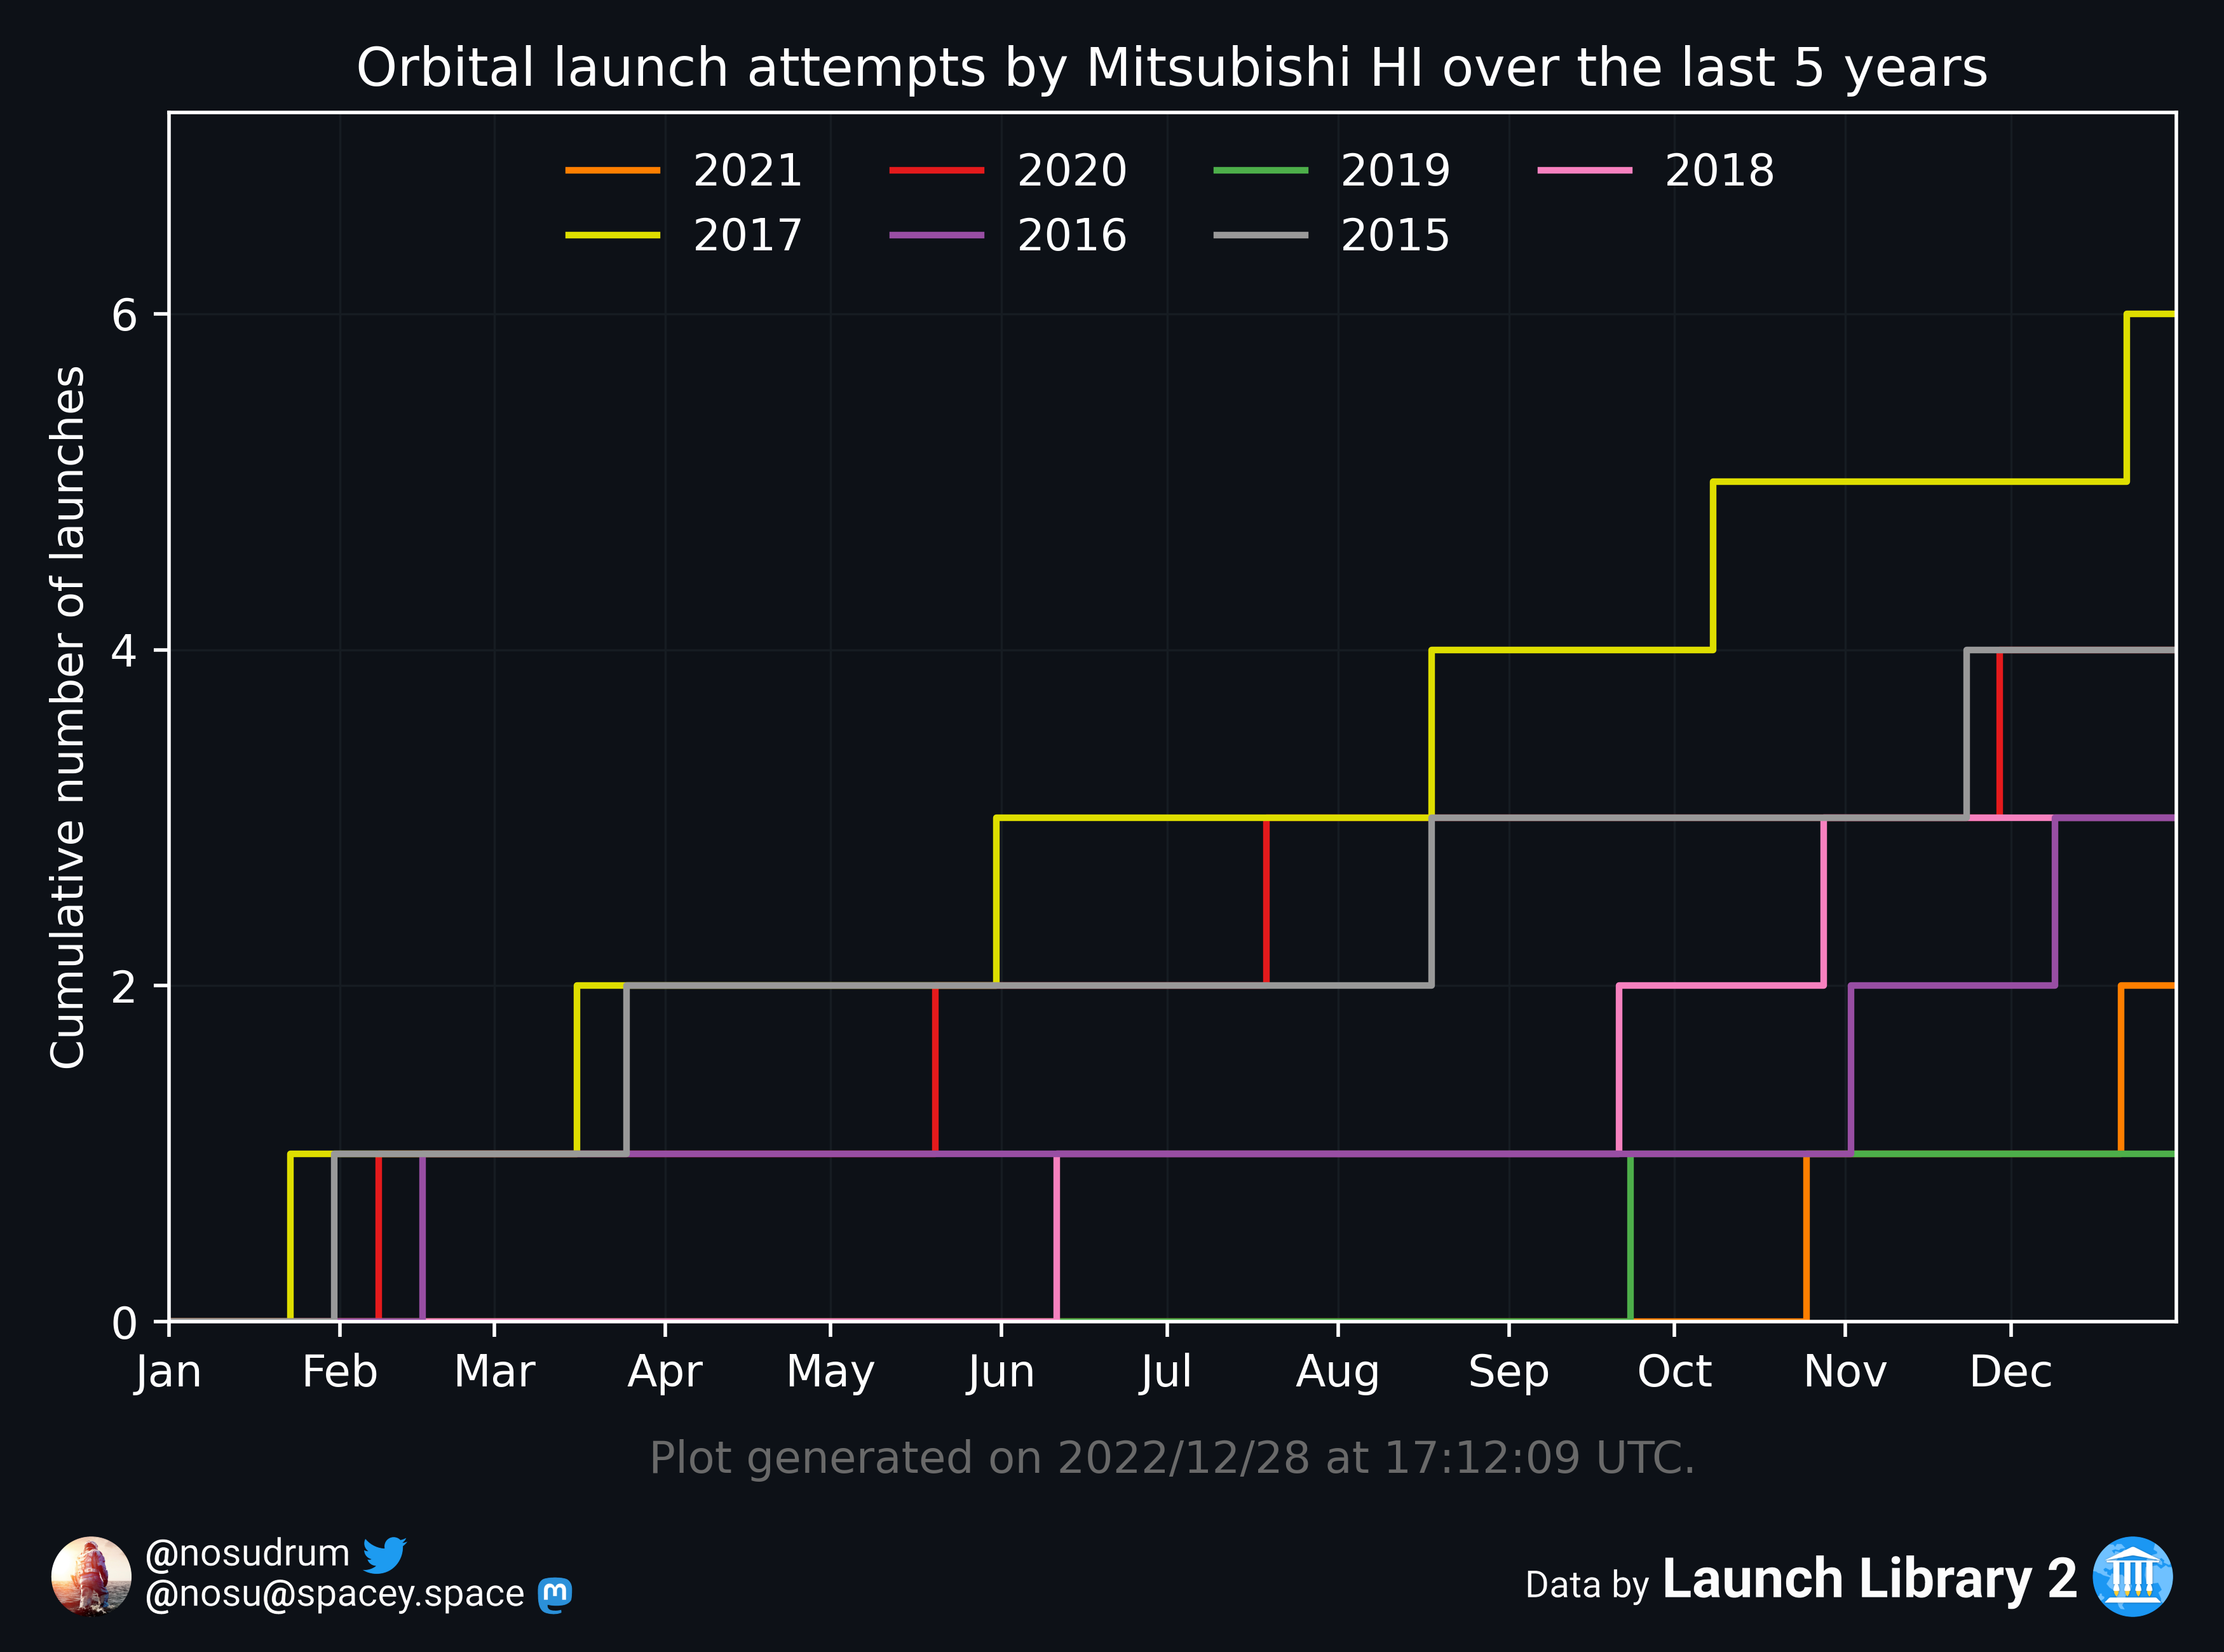 Orbital launch attempts by Mitsubishi HI over the last 5 years
2021 2020 2019 2018
2017 2016 2015
Cumulative number of launches
6
4
2
0
Jan Feb Mar Apr May Jun Jul Aug Sep Oct Nov Dec
Plot generated on 2022/12/28 at 17:12:09 UTC.
@nosudrum
@nosu@spacey.space
Data by Launch Library 2